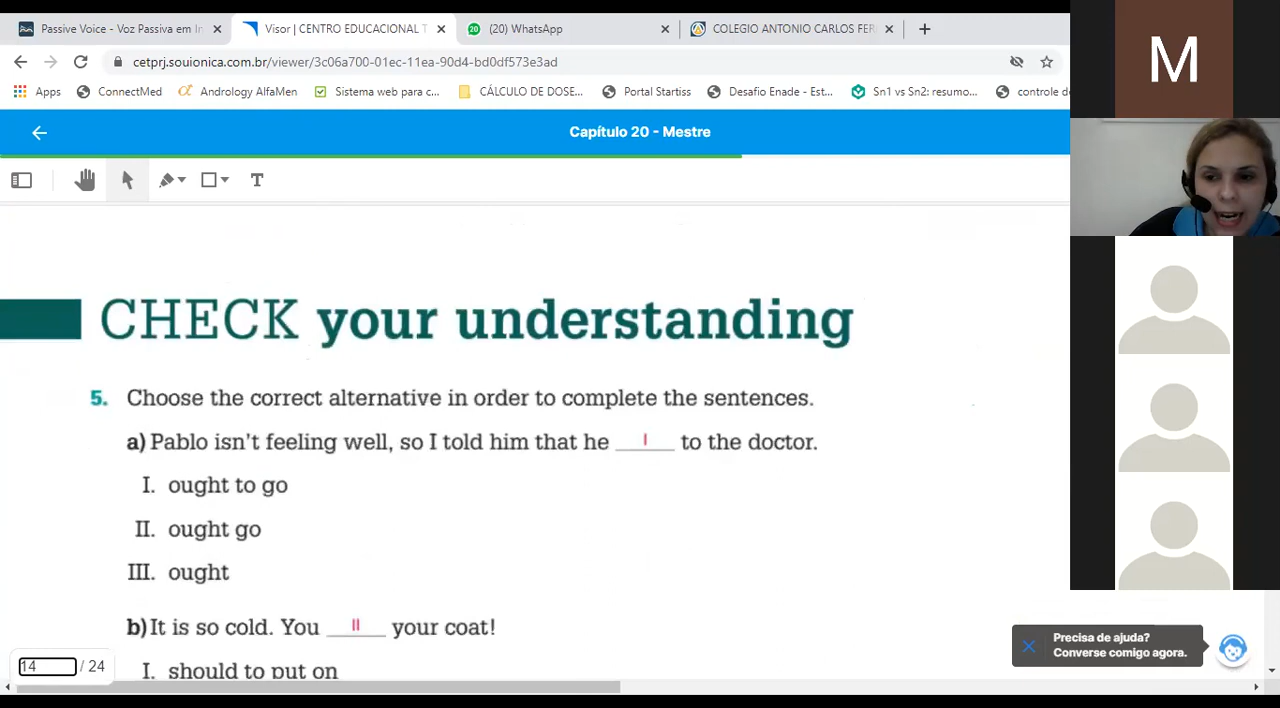 Passive Voice - Voz Passiva em In
Visor | CENTRO EDUCACIONAL T
20
(20) WhatsApp
COLEGIO ANTONIO CARLOS FER
cetprj.souionica.com.br/viewer/3c06a700-01ec-11ea-90d4-bd0df573e3ad
Apps
ConnectMed
Andrology AlfaMen
Sistema web para c...
CÁLCULO DE DOSE...
Portal Startiss
Desafio Enade - Est...
Sn1 vs Sn2: resumo...
controle d
M
Capítulo 20 - Mestre
T
CHECK your understanding
5. Choose the correct alternative in order to complete the sentences.
a) Pablo isn't feeling well, so I told him that he __I__ to the doctor.
I. ought to go
II. ought go
III. ought
b) It is so cold. You __II__ your coat!
I. should to put on
14 / 24
Precisa de ajuda?
Converse comigo agora.